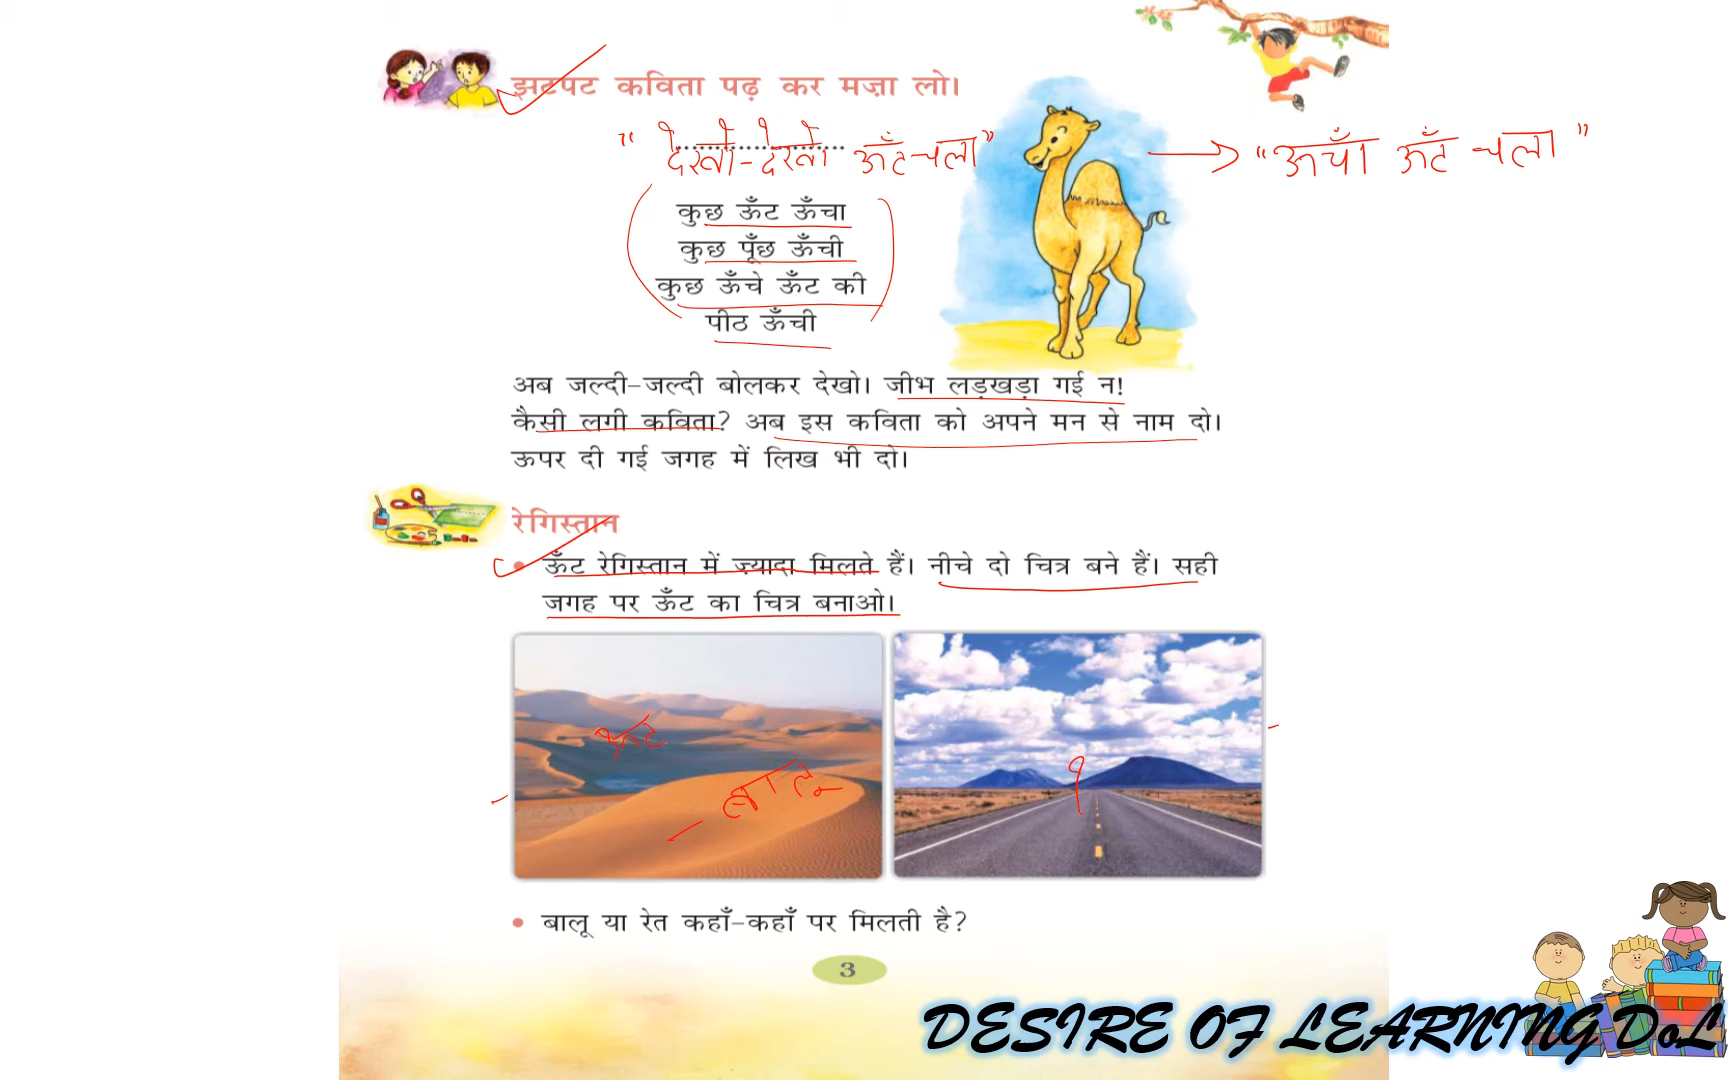 झटपट कविता पढ़ कर मज़ा लो।
“ देखो-देखो ऊँट चला” → “ ऊचाँ ऊँट चला ”
कुछ ऊँट ऊँचा
कुछ पूँछ ऊँची
कुछ ऊँचे ऊँट की
पीठ ऊँची
अब जल्दी-जल्दी बोलकर देखो। जीभ लड़खड़ा गई न!
कैसी लगी कविता? अब इस कविता को अपने मन से नाम दो।
ऊपर दी गई जगह में लिख भी दो।
रेगिस्तान
• ऊँट रेगिस्तान में ज़्यादा मिलते हैं। नीचे दो चित्र बने हैं। सही
जगह पर ऊँट का चित्र बनाओ।
ऊँट
बालू
• बालू या रेत कहाँ-कहाँ पर मिलती है?
3
DESIRE OF LEARNING DoL